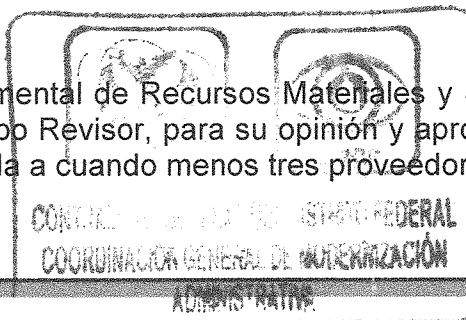 mental de Recursos Materiales y
po Revisor, para su opinión y apro
da a cuando menos tres proveedor
FEDERAL
COORDINACIÓN GENERAL DE MODERNIZACIÓN
ADMINISTRATIVA